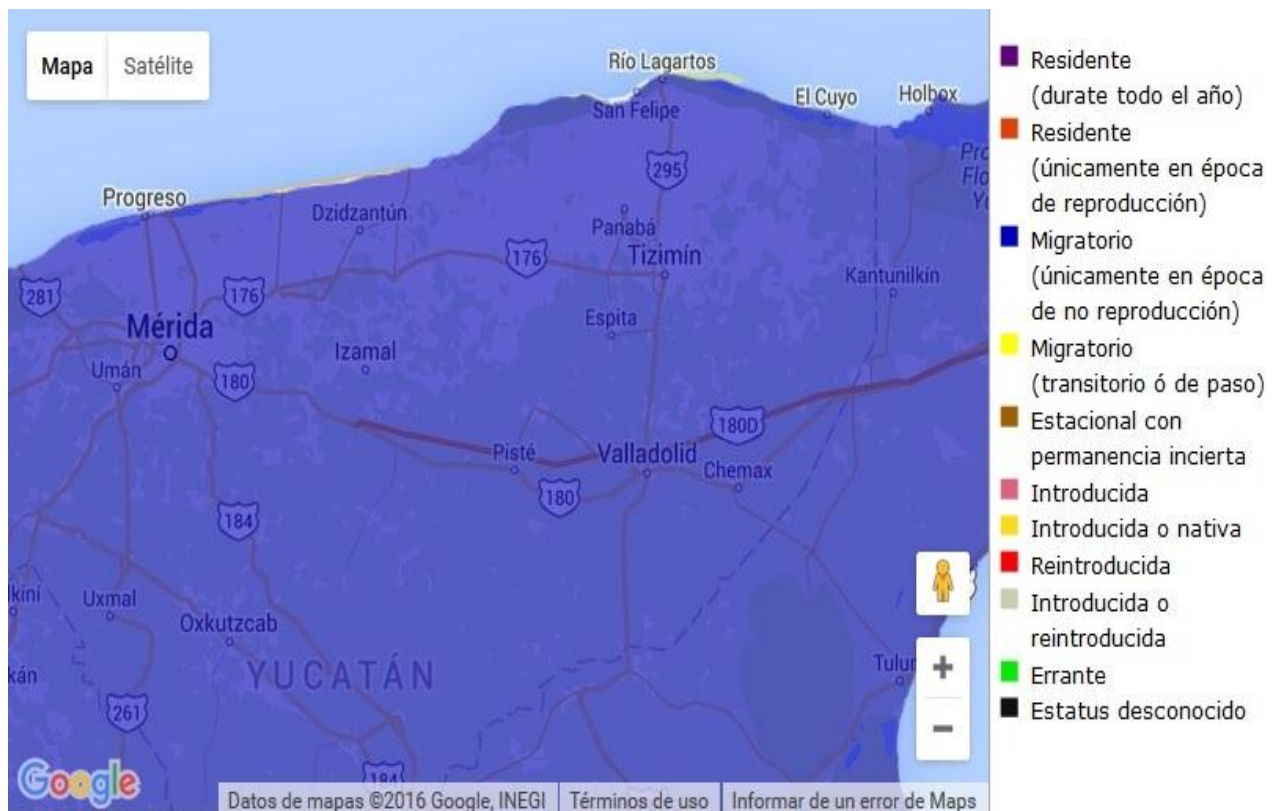 Mapa
Satélite
Río Lagartos
San Felipe
El Cuyo
Holbox
295
Progreso
Dzidzantún
Panabá
176
Tizimín
Kantunilkín
281
176
Espita
Mérida
Izamal
Umán
180
180D
Pisté
Valladolid
Chemax
180
184
Uxmal
Oxkutzcab
YUCATÁN
261
184
Google
Datos de mapas ©2016 Google, INEGI
Términos de uso
Informar de un error de Maps
+
−
Residente
(durate todo el año)
Residente
(únicamente en época
de reproducción)
Migratorio
(únicamente en época
de no reproducción)
Migratorio
(transitorio ó de paso)
Estacional con
permanencia incierta
Introducida
Introducida o nativa
Reintroducida
Introducida o
reintroducida
Errante
Estatus desconocido